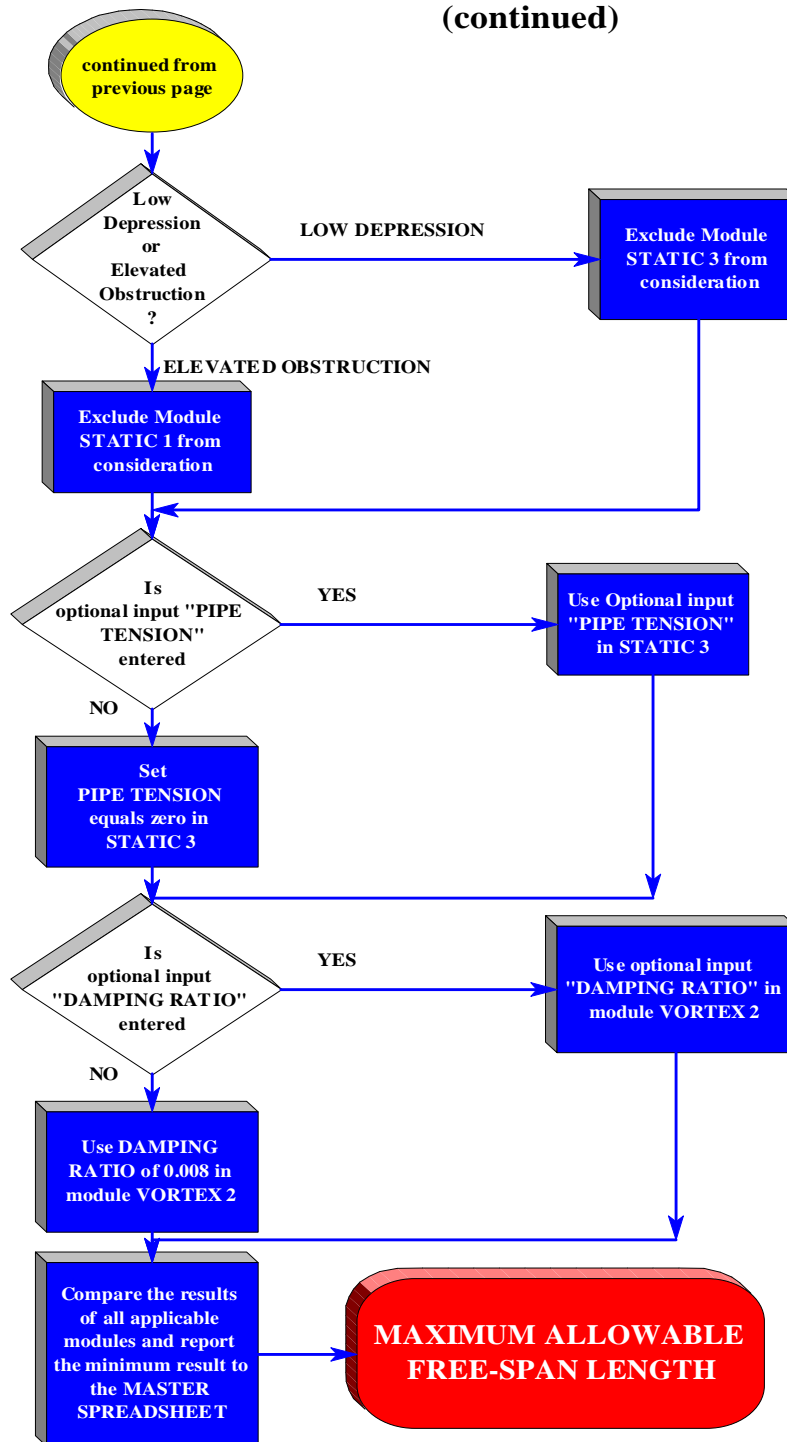 (continued)
continued from
previous page
Low
Depression
or
Elevated
Obstruction
?
LOW DEPRESSION
Exclude Module
STATIC 3 from
consideration
ELEVATED OBSTRUCTION
Exclude Module
STATIC 1 from
consideration
Is
optional input "PIPE
TENSION"
entered
YES
Use Optional input
"PIPE TENSION"
in STATIC 3
NO
Set
PIPE TENSION
equals zero in
STATIC 3
Is
optional input
"DAMPING RATIO"
entered
YES
Use optional input
"DAMPING RATIO" in
module VORTEX 2
NO
Use DAMPING
RATIO of 0.008 in
module VORTEX 2
Compare the results
of all applicable
modules and report
the minimum result to
the MASTER
SPREADSHEET
MAXIMUM ALLOWABLE
FREE-SPAN LENGTH